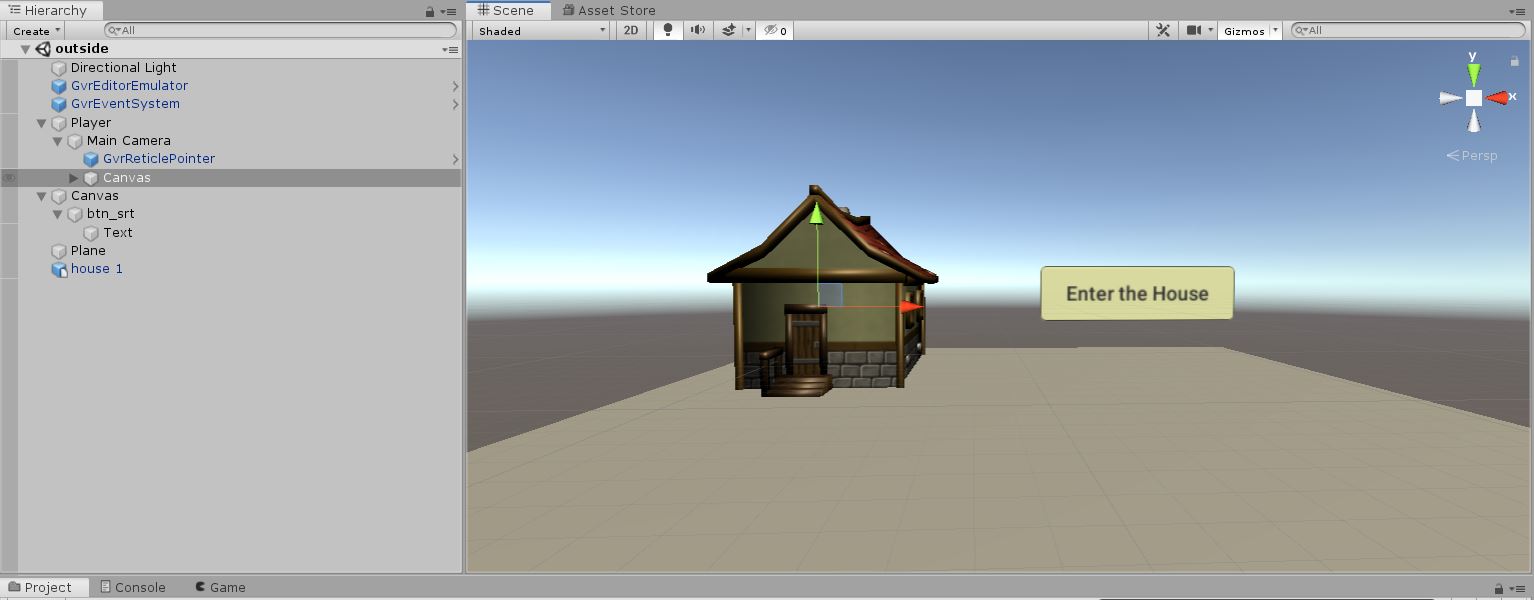 Hierarchy
Create
All
outside
Directional Light
GvrEditorEmulator
GvrEventSystem
Player
Main Camera
GvrReticlePointer
Canvas
Canvas
btn_srt
Text
Plane
house 1
Scene
Asset Store
Shaded
2D
0
Gizmos
All
y
x
Persp
Enter the House
Project
Console
Game